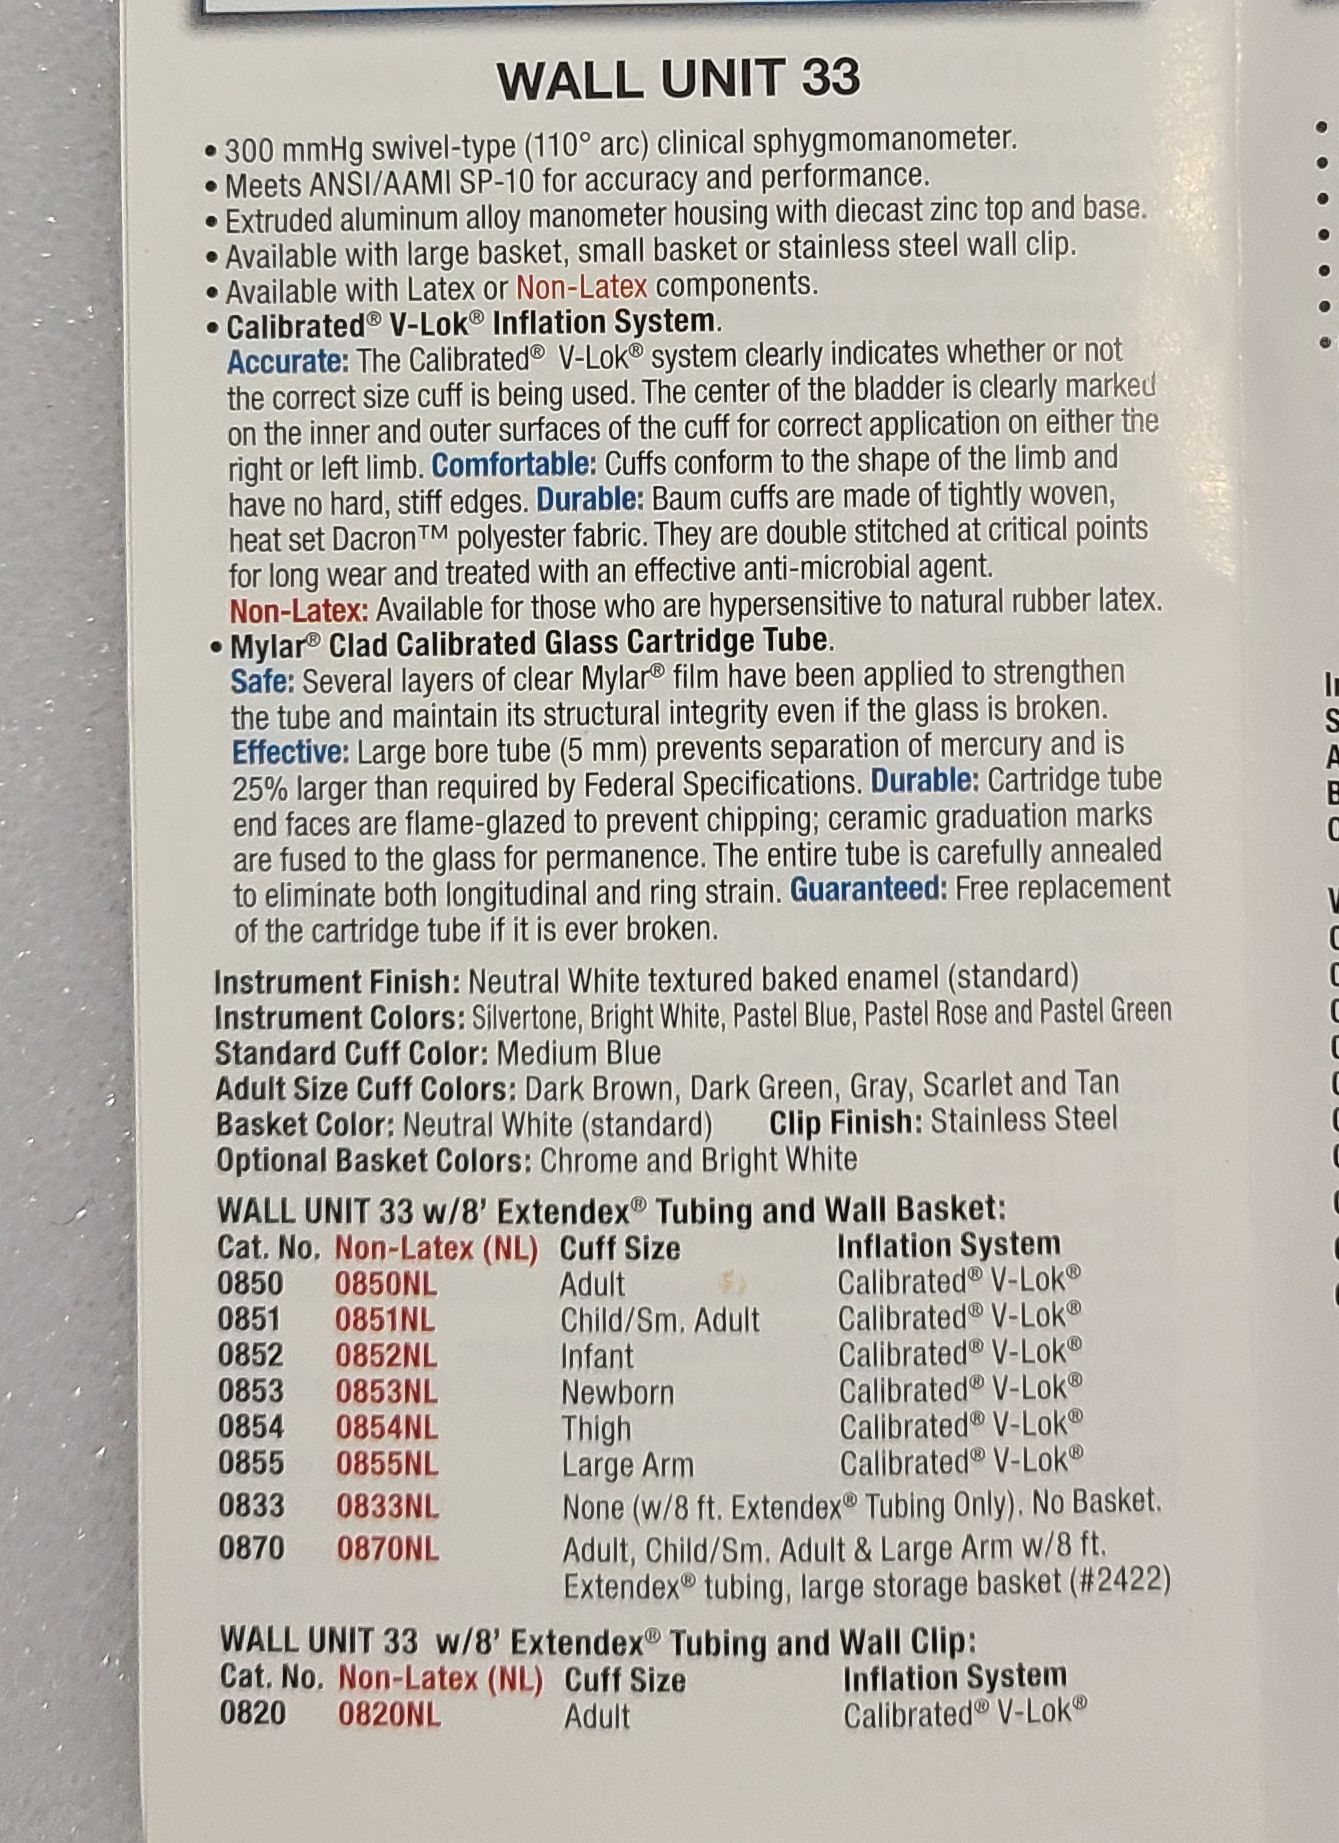 WALL UNIT 33
• 300 mmHg swivel-type (110° arc) clinical sphygmomanometer.
• Meets ANSI/AAMI SP-10 for accuracy and performance.
• Extruded aluminum alloy manometer housing with diecast zinc top and base.
• Available with large basket, small basket or stainless steel wall clip.
• Available with Latex or Non-Latex components.
• Calibrated® V-Lok® Inflation System.
Accurate: The Calibrated® V-Lok® system clearly indicates whether or not
the correct size cuff is being used. The center of the bladder is clearly marked
on the inner and outer surfaces of the cuff for correct application on either the
right or left limb. Comfortable: Cuffs conform to the shape of the limb and
have no hard, stiff edges. Durable: Baum cuffs are made of tightly woven,
heat set Dacron™ polyester fabric. They are double stitched at critical points
for long wear and treated with an effective anti-microbial agent.
Non-Latex: Available for those who are hypersensitive to natural rubber latex.
• Mylar® Clad Calibrated Glass Cartridge Tube.
Safe: Several layers of clear Mylar® film have been applied to strengthen
the tube and maintain its structural integrity even if the glass is broken.
Effective: Large bore tube (5 mm) prevents separation of mercury and is
25% larger than required by Federal Specifications. Durable: Cartridge tube
end faces are flame-glazed to prevent chipping; ceramic graduation marks
are fused to the glass for permanence. The entire tube is carefully annealed
to eliminate both longitudinal and ring strain. Guaranteed: Free replacement
of the cartridge tube if it is ever broken.
Instrument Finish: Neutral White textured baked enamel (standard)
Instrument Colors: Silvertone, Bright White, Pastel Blue, Pastel Rose and Pastel Green
Standard Cuff Color: Medium Blue
Adult Size Cuff Colors: Dark Brown, Dark Green, Gray, Scarlet and Tan
Basket Color: Neutral White (standard) Clip Finish: Stainless Steel
Optional Basket Colors: Chrome and Bright White
WALL UNIT 33 w/8' Extendex® Tubing and Wall Basket:
Cat. No. Non-Latex (NL) Cuff Size Inflation System
0850 0850NL Adult Calibrated® V-Lok®
0851 0851NL Child/Sm. Adult Calibrated® V-Lok®
0852 0852NL Infant Calibrated® V-Lok®
0853 0853NL Newborn Calibrated® V-Lok®
0854 0854NL Thigh Calibrated® V-Lok®
0855 0855NL Large Arm Calibrated® V-Lok®
0833 0833NL None (w/8 ft. Extendex® Tubing Only). No Basket.
0870 0870NL Adult, Child/Sm. Adult & Large Arm w/8 ft.
Extendex® tubing, large storage basket (#2422)
WALL UNIT 33 w/8' Extendex® Tubing and Wall Clip:
Cat. No. Non-Latex (NL) Cuff Size Inflation System
0820 0820NL Adult Calibrated® V-Lok®